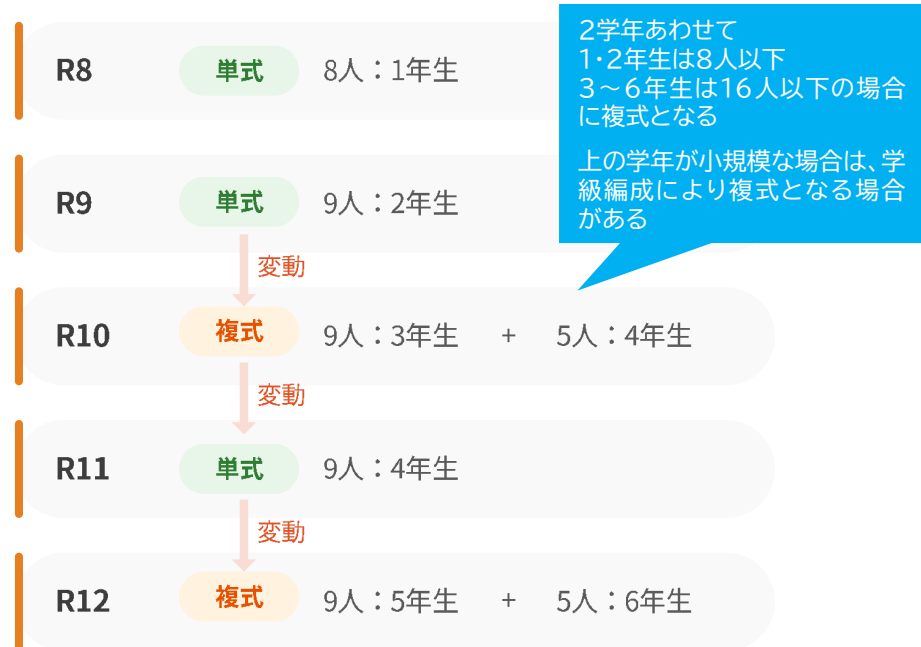 R8 単式 8人：1年生
2学年あわせて
1・2年生は8人以下
3～6年生は16人以下の場合
に複式となる
上の学年が小規模な場合は、学
級編成により複式となる場合
がある
R9 単式 9人：2年生
変動
R10 複式 9人：3年生 + 5人：4年生
変動
R11 単式 9人：4年生
変動
R12 複式 9人：5年生 + 5人：6年生